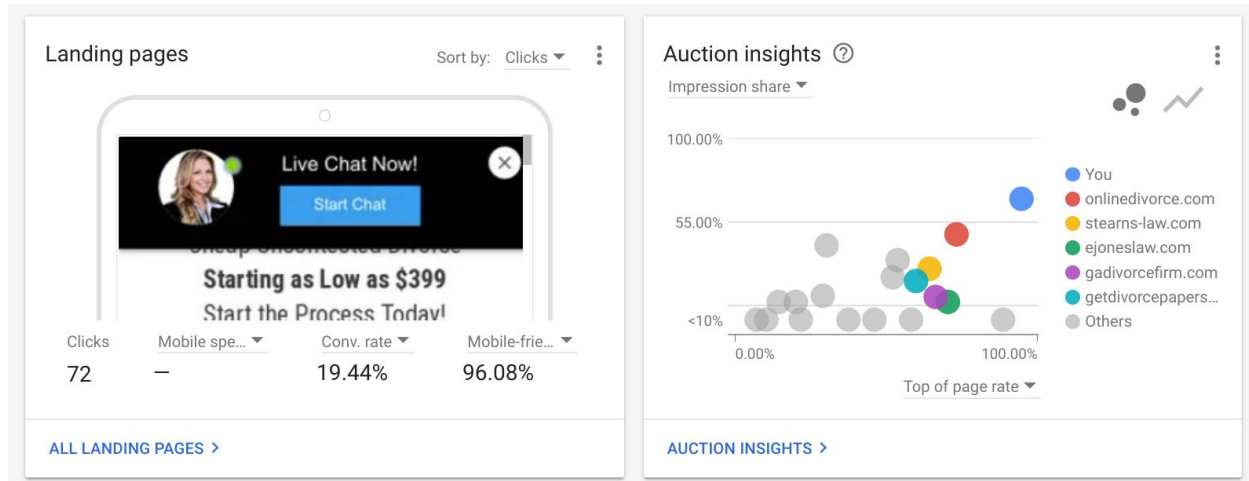 Landing pages
Sort by: Clicks
Live Chat Now!
Start Chat
Cheap Uncontested Divorce
Starting as Low as $399
Start the Process Today!
Clicks
Mobile spe...
Conv. rate
Mobile-frie...
72
—
19.44%
96.08%
ALL LANDING PAGES
Auction insights
Impression share
100.00%
55.00%
<10%
0.00%
100.00%
Top of page rate
You
onlinedivorce.com
stearns-law.com
ejoneslaw.com
gadivorcefirm.com
getdivorcepapers...
Others
AUCTION INSIGHTS